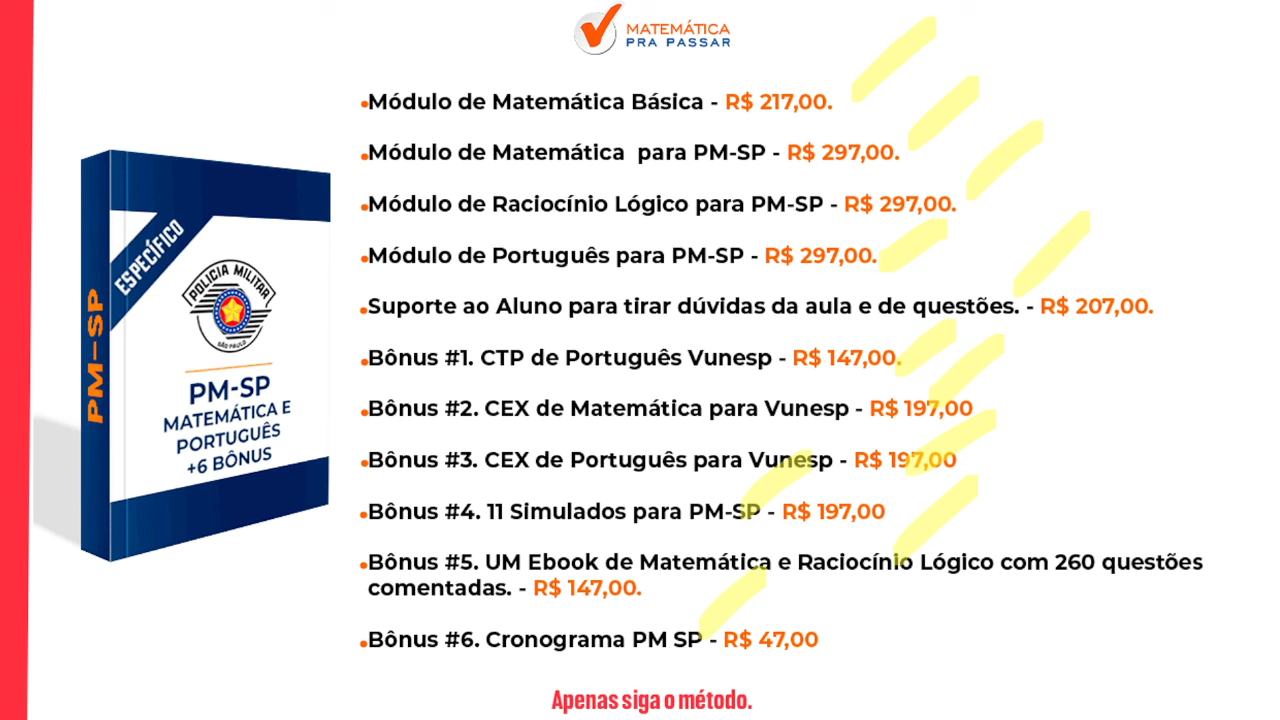 MATEMÁTICA
PRA PASSAR
•Módulo de Matemática Básica - R$ 217,00.
•Módulo de Matemática para PM-SP - R$ 297,00.
•Módulo de Raciocínio Lógico para PM-SP - R$ 297,00.
•Módulo de Português para PM-SP - R$ 297,00.
•Suporte ao Aluno para tirar dúvidas da aula e de questões. - R$ 207,00.
•Bônus #1. CTP de Português Vunesp - R$ 147,00.
•Bônus #2. CEX de Matemática para Vunesp - R$ 197,00
•Bônus #3. CEX de Português para Vunesp - R$ 197,00
•Bônus #4. 11 Simulados para PM-SP - R$ 197,00
•Bônus #5. UM Ebook de Matemática e Raciocínio Lógico com 260 questões
comentadas. - R$ 147,00.
•Bônus #6. Cronograma PM SP - R$ 47,00
PM-SP
ESPECÍFICO
POLÍCIA MILITAR
SÃO PAULO
PM-SP
MATEMÁTICA E
PORTUGUÊS
+6 BÔNUS
Apenas siga o método.